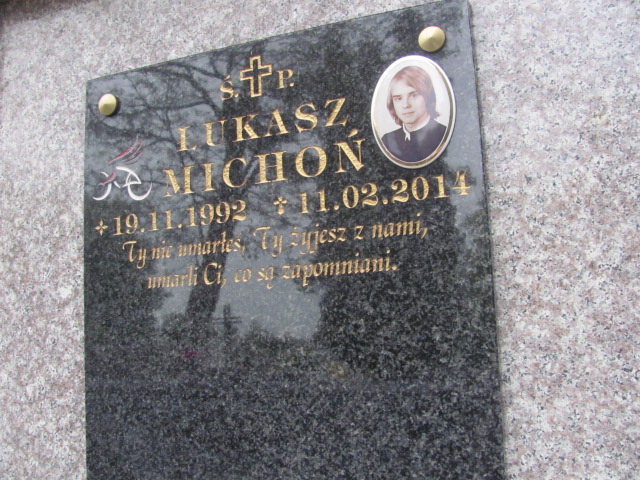 Ś. P.
ŁUKASZ
MICHOŃ
19.11.1992 11.02.2014
Ty nie umarłeś, Ty żyjesz z nami,
umarli Ci, co są zapomniani.